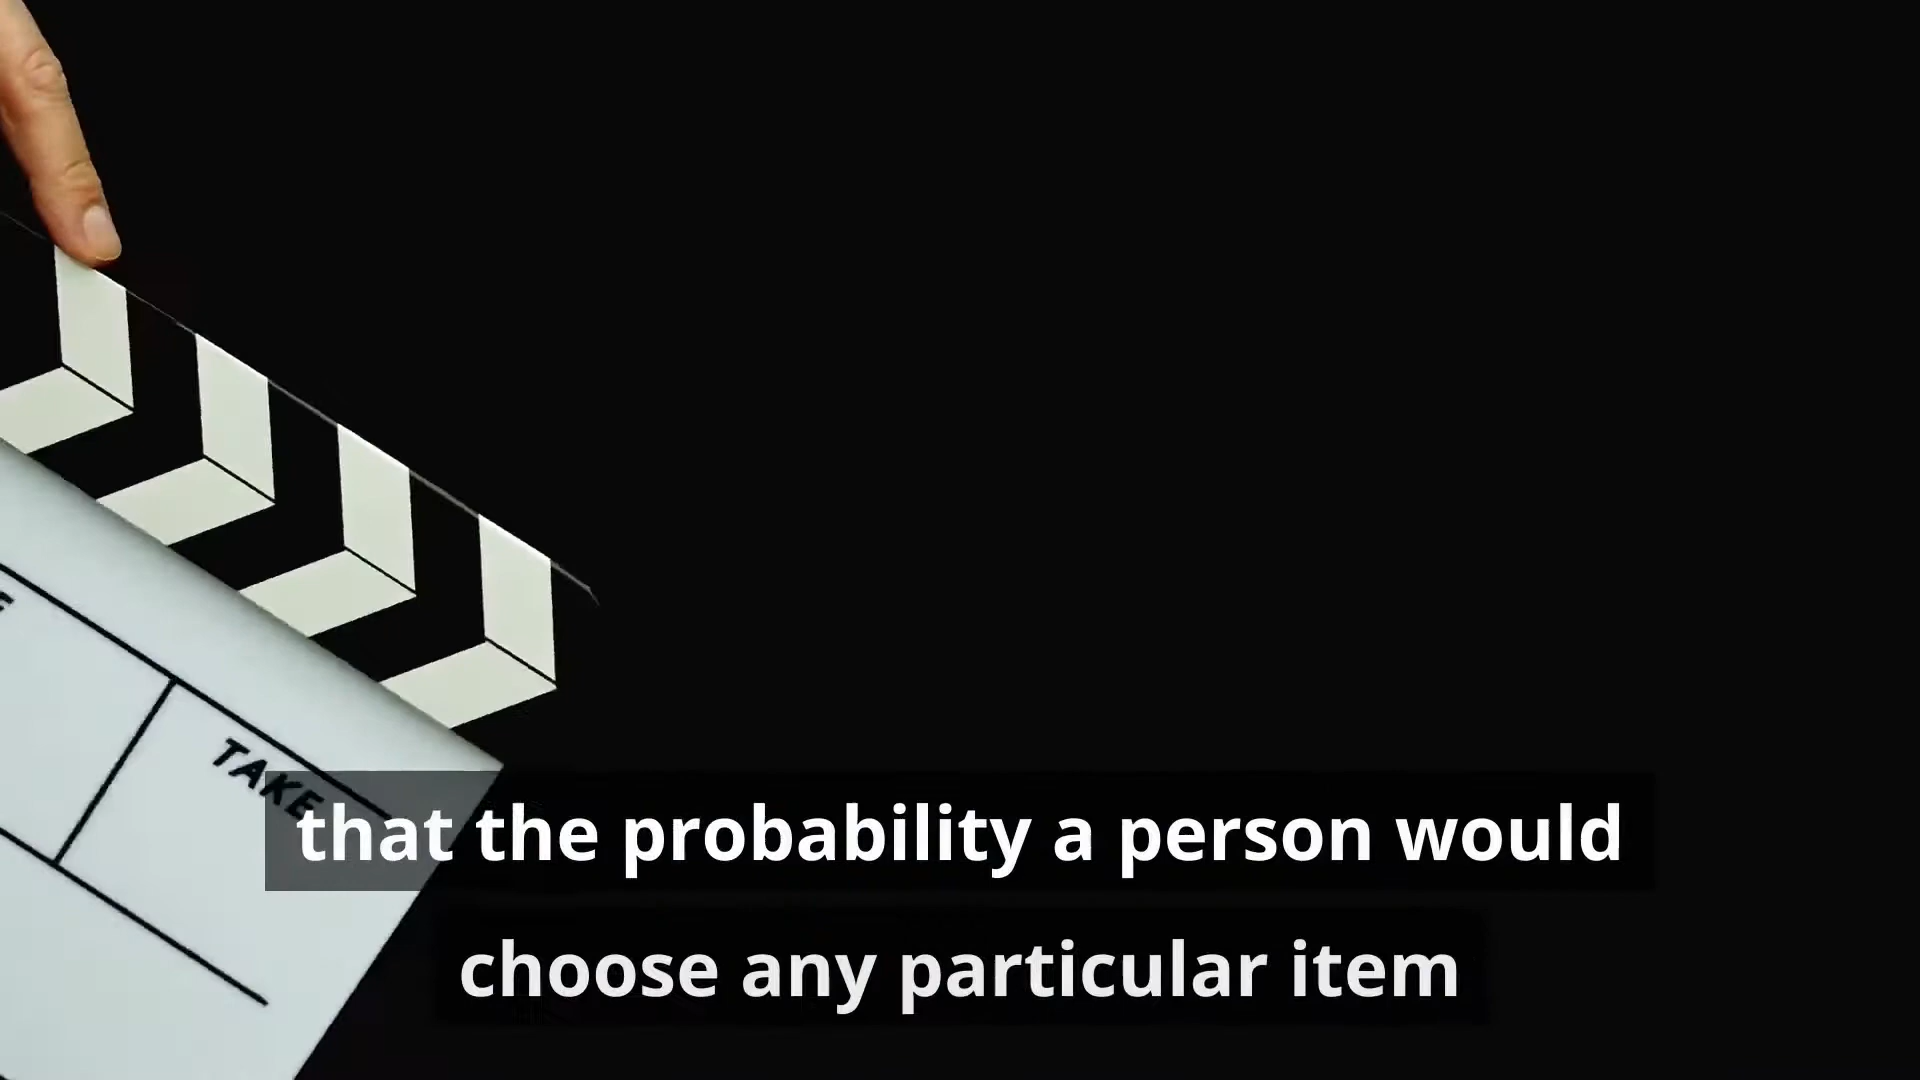 TAKE
that the probability a person would
choose any particular item